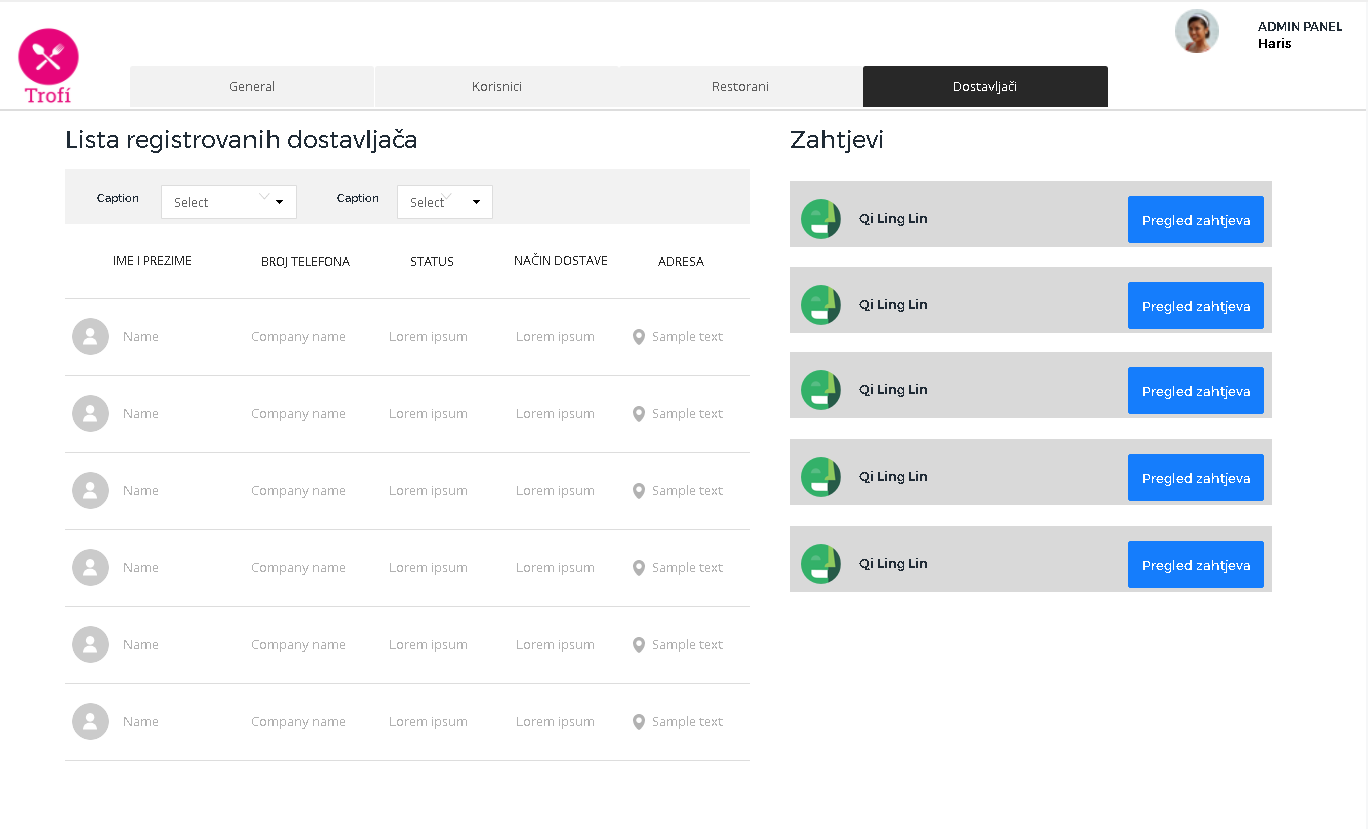 ADMIN PANEL
Haris
Trofí
General Korisnici Restorani Dostavljači
Lista registrovanih dostavljača
Zahtjevi
Caption Select Caption Select
IME I PREZIME BROJ TELEFONA STATUS NAČIN DOSTAVE ADRESA
Name Company name Lorem ipsum Lorem ipsum Sample text
Name Company name Lorem ipsum Lorem ipsum Sample text
Name Company name Lorem ipsum Lorem ipsum Sample text
Name Company name Lorem ipsum Lorem ipsum Sample text
Name Company name Lorem ipsum Lorem ipsum Sample text
Name Company name Lorem ipsum Lorem ipsum Sample text
Qi Ling Lin Pregled zahtjeva
Qi Ling Lin Pregled zahtjeva
Qi Ling Lin Pregled zahtjeva
Qi Ling Lin Pregled zahtjeva
Qi Ling Lin Pregled zahtjeva